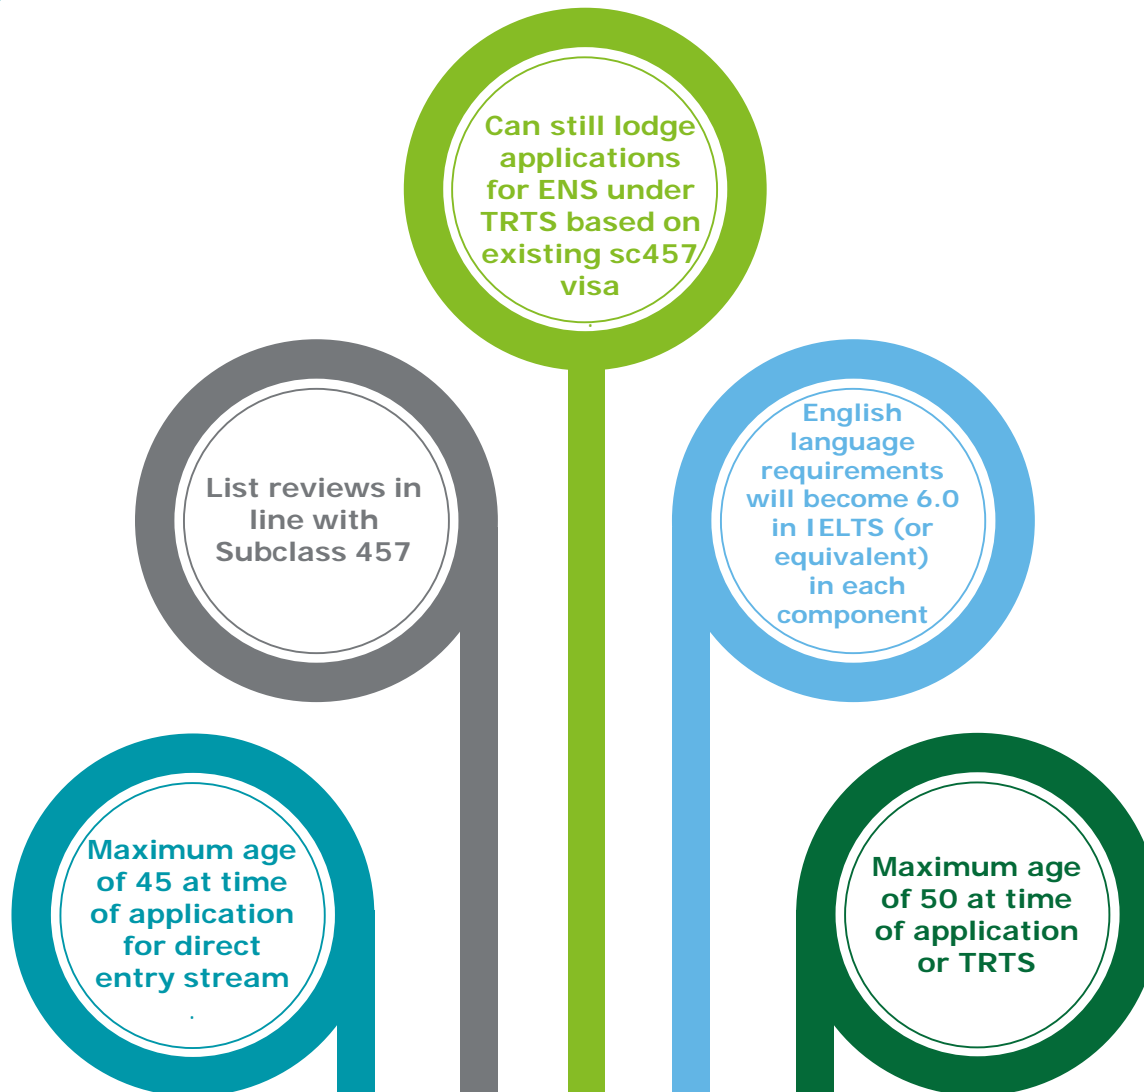 Can still lodge
applications
for ENS under
TRTS based on
existing sc457
visa
.
List reviews in
line with
Subclass 457
English
language
requirements
will become 6.0
in IELTS (or
equivalent)
in each
component
Maximum age
of 45 at time
of application
for direct
entry stream
.
Maximum age
of 50 at time
of application
or TRTS